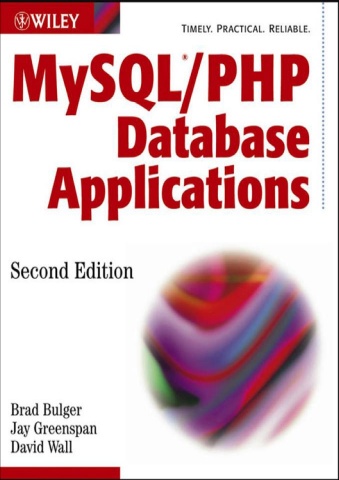 WILEY
TIMELY. PRACTICAL. RELIABLE.
MySQL®/PHP
Database
Applications
Second Edition
Brad Bulger
Jay Greenspan
David Wall